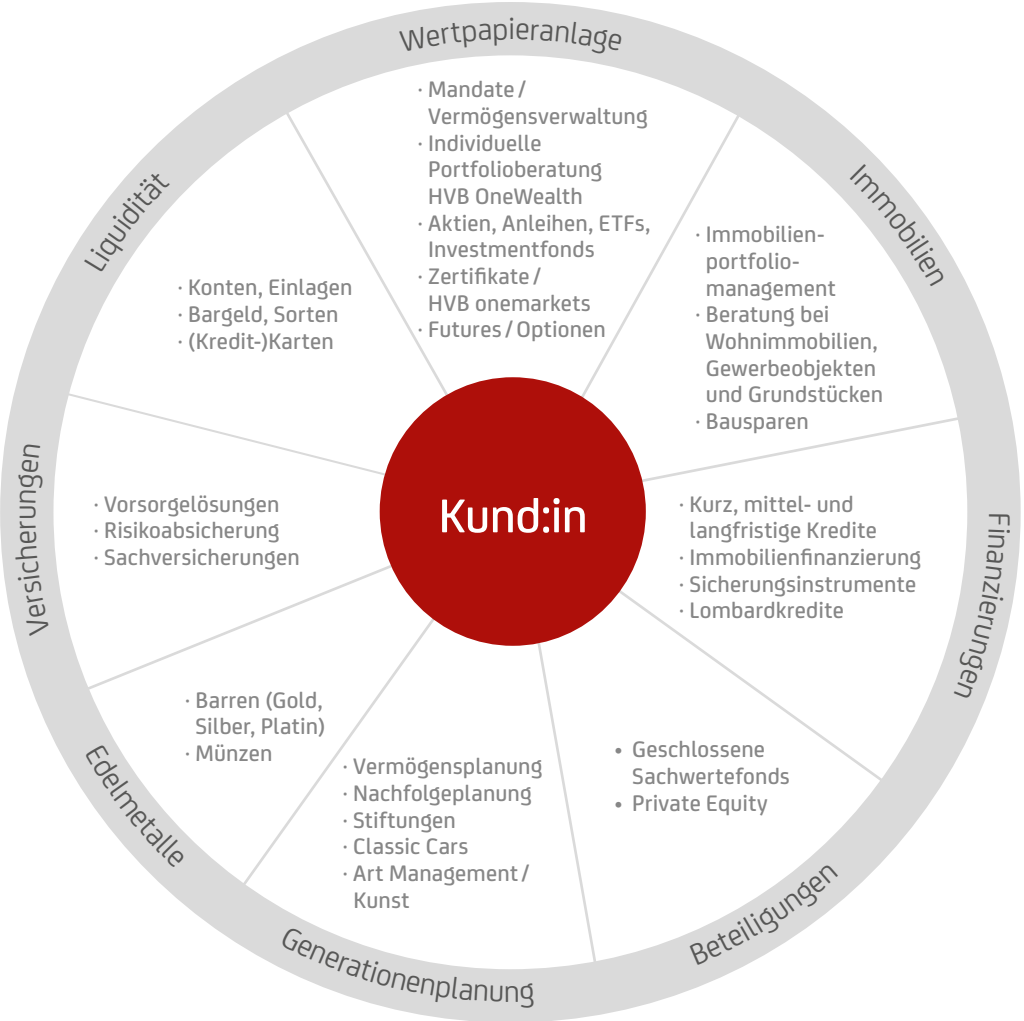 Wertpapieranlage
· Mandate /
Vermögensverwaltung
· Individuelle
Portfolioberatung
HVB OneWealth
· Aktien, Anleihen, ETFs,
Investmentfonds
· Zertifikate /
HVB onemarkets
· Futures / Optionen
Immobilien
· Immobilien-
portfolio-
management
· Beratung bei
Wohnimmobilien,
Gewerbeobjekten
und Grundstücken
· Bausparen
Finanzierungen
· Kurz, mittel- und
langfristige Kredite
· Immobilienfinanzierung
· Sicherungsinstrumente
· Lombardkredite
Beteiligungen
• Geschlossene
Sachwertefonds
• Private Equity
Generationenplanung
· Vermögensplanung
· Nachfolgeplanung
· Stiftungen
· Classic Cars
· Art Management /
Kunst
Edelmetalle
· Barren (Gold,
Silber, Platin)
· Münzen
Versicherungen
· Vorsorgelösungen
· Risikoabsicherung
· Sachversicherungen
Liquidität
· Konten, Einlagen
· Bargeld, Sorten
· (Kredit-)Karten
Kund:in